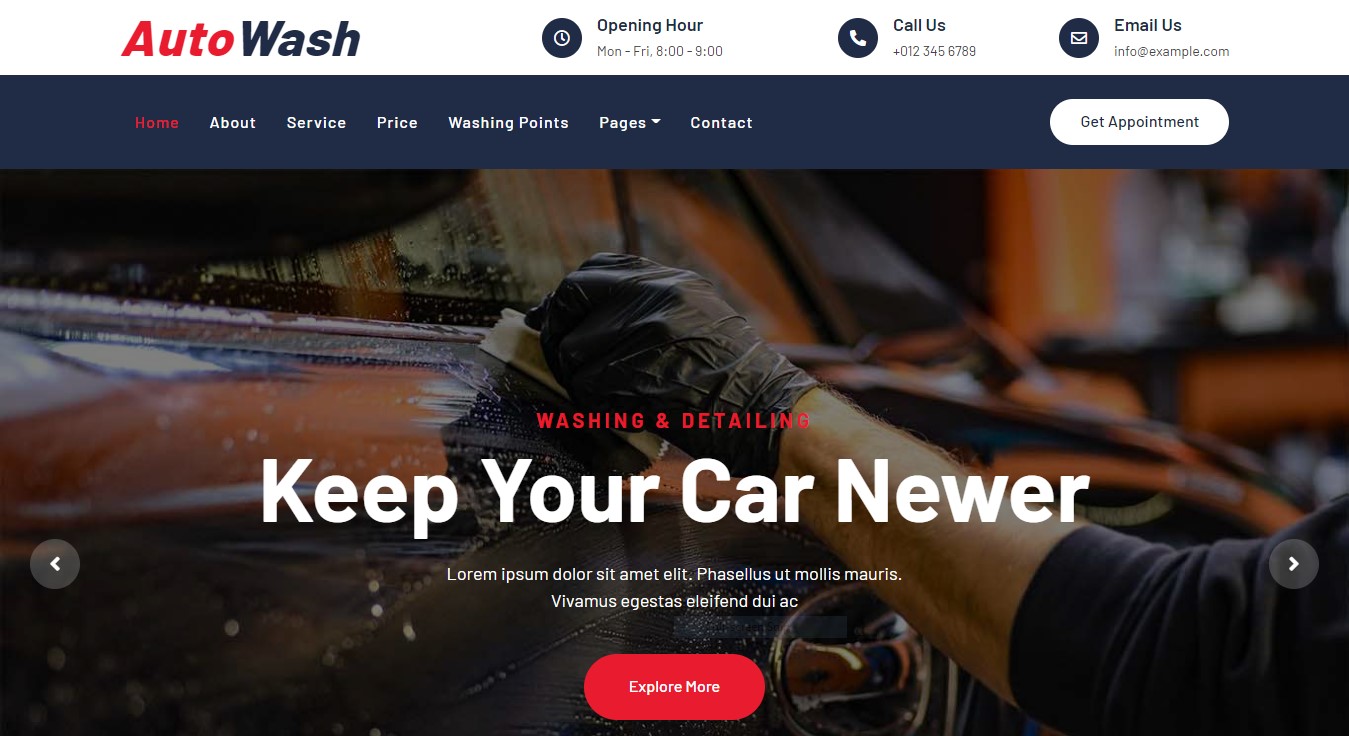 AutoWash
Opening Hour
Mon - Fri, 8:00 - 9:00
Call Us
+012 345 6789
Email Us
info@example.com
Home About Service Price Washing Points Pages Contact
Get Appointment
WASHING & DETAILING
Keep Your Car Newer
Lorem ipsum dolor sit amet elit. Phasellus ut mollis mauris.
Vivamus egestas eleifend dui ac
Explore More